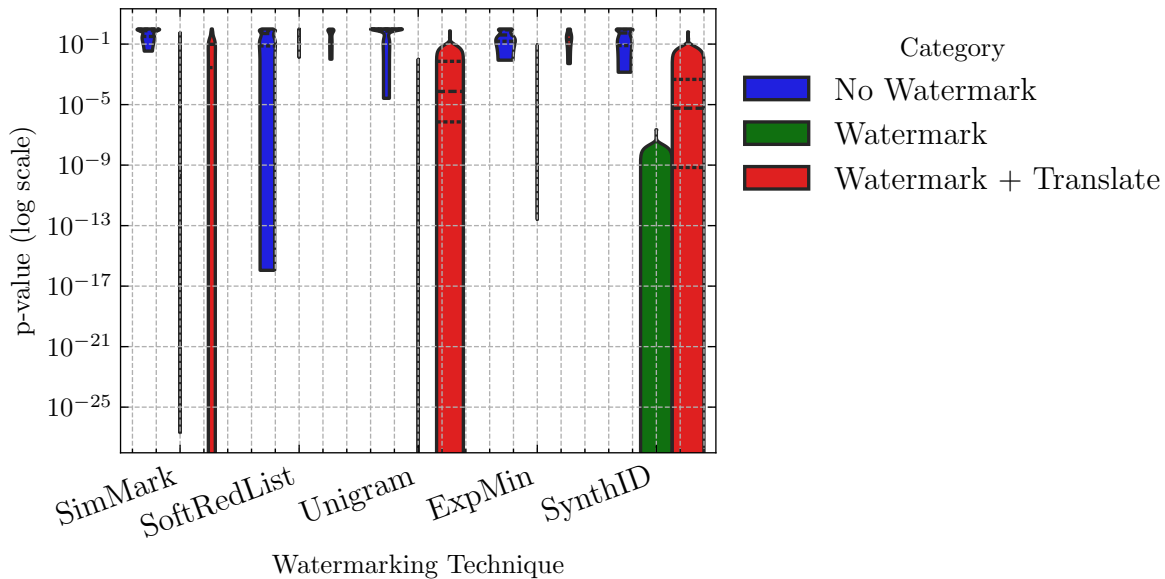 10⁻¹
10⁻⁵
10⁻⁹
10⁻¹³
10⁻¹⁷
10⁻²¹
10⁻²⁵
p-value (log scale)
SimMark
SoftRedList
Unigram
ExpMin
SynthID
Watermarking Technique
Category
No Watermark
Watermark
Watermark + Translate